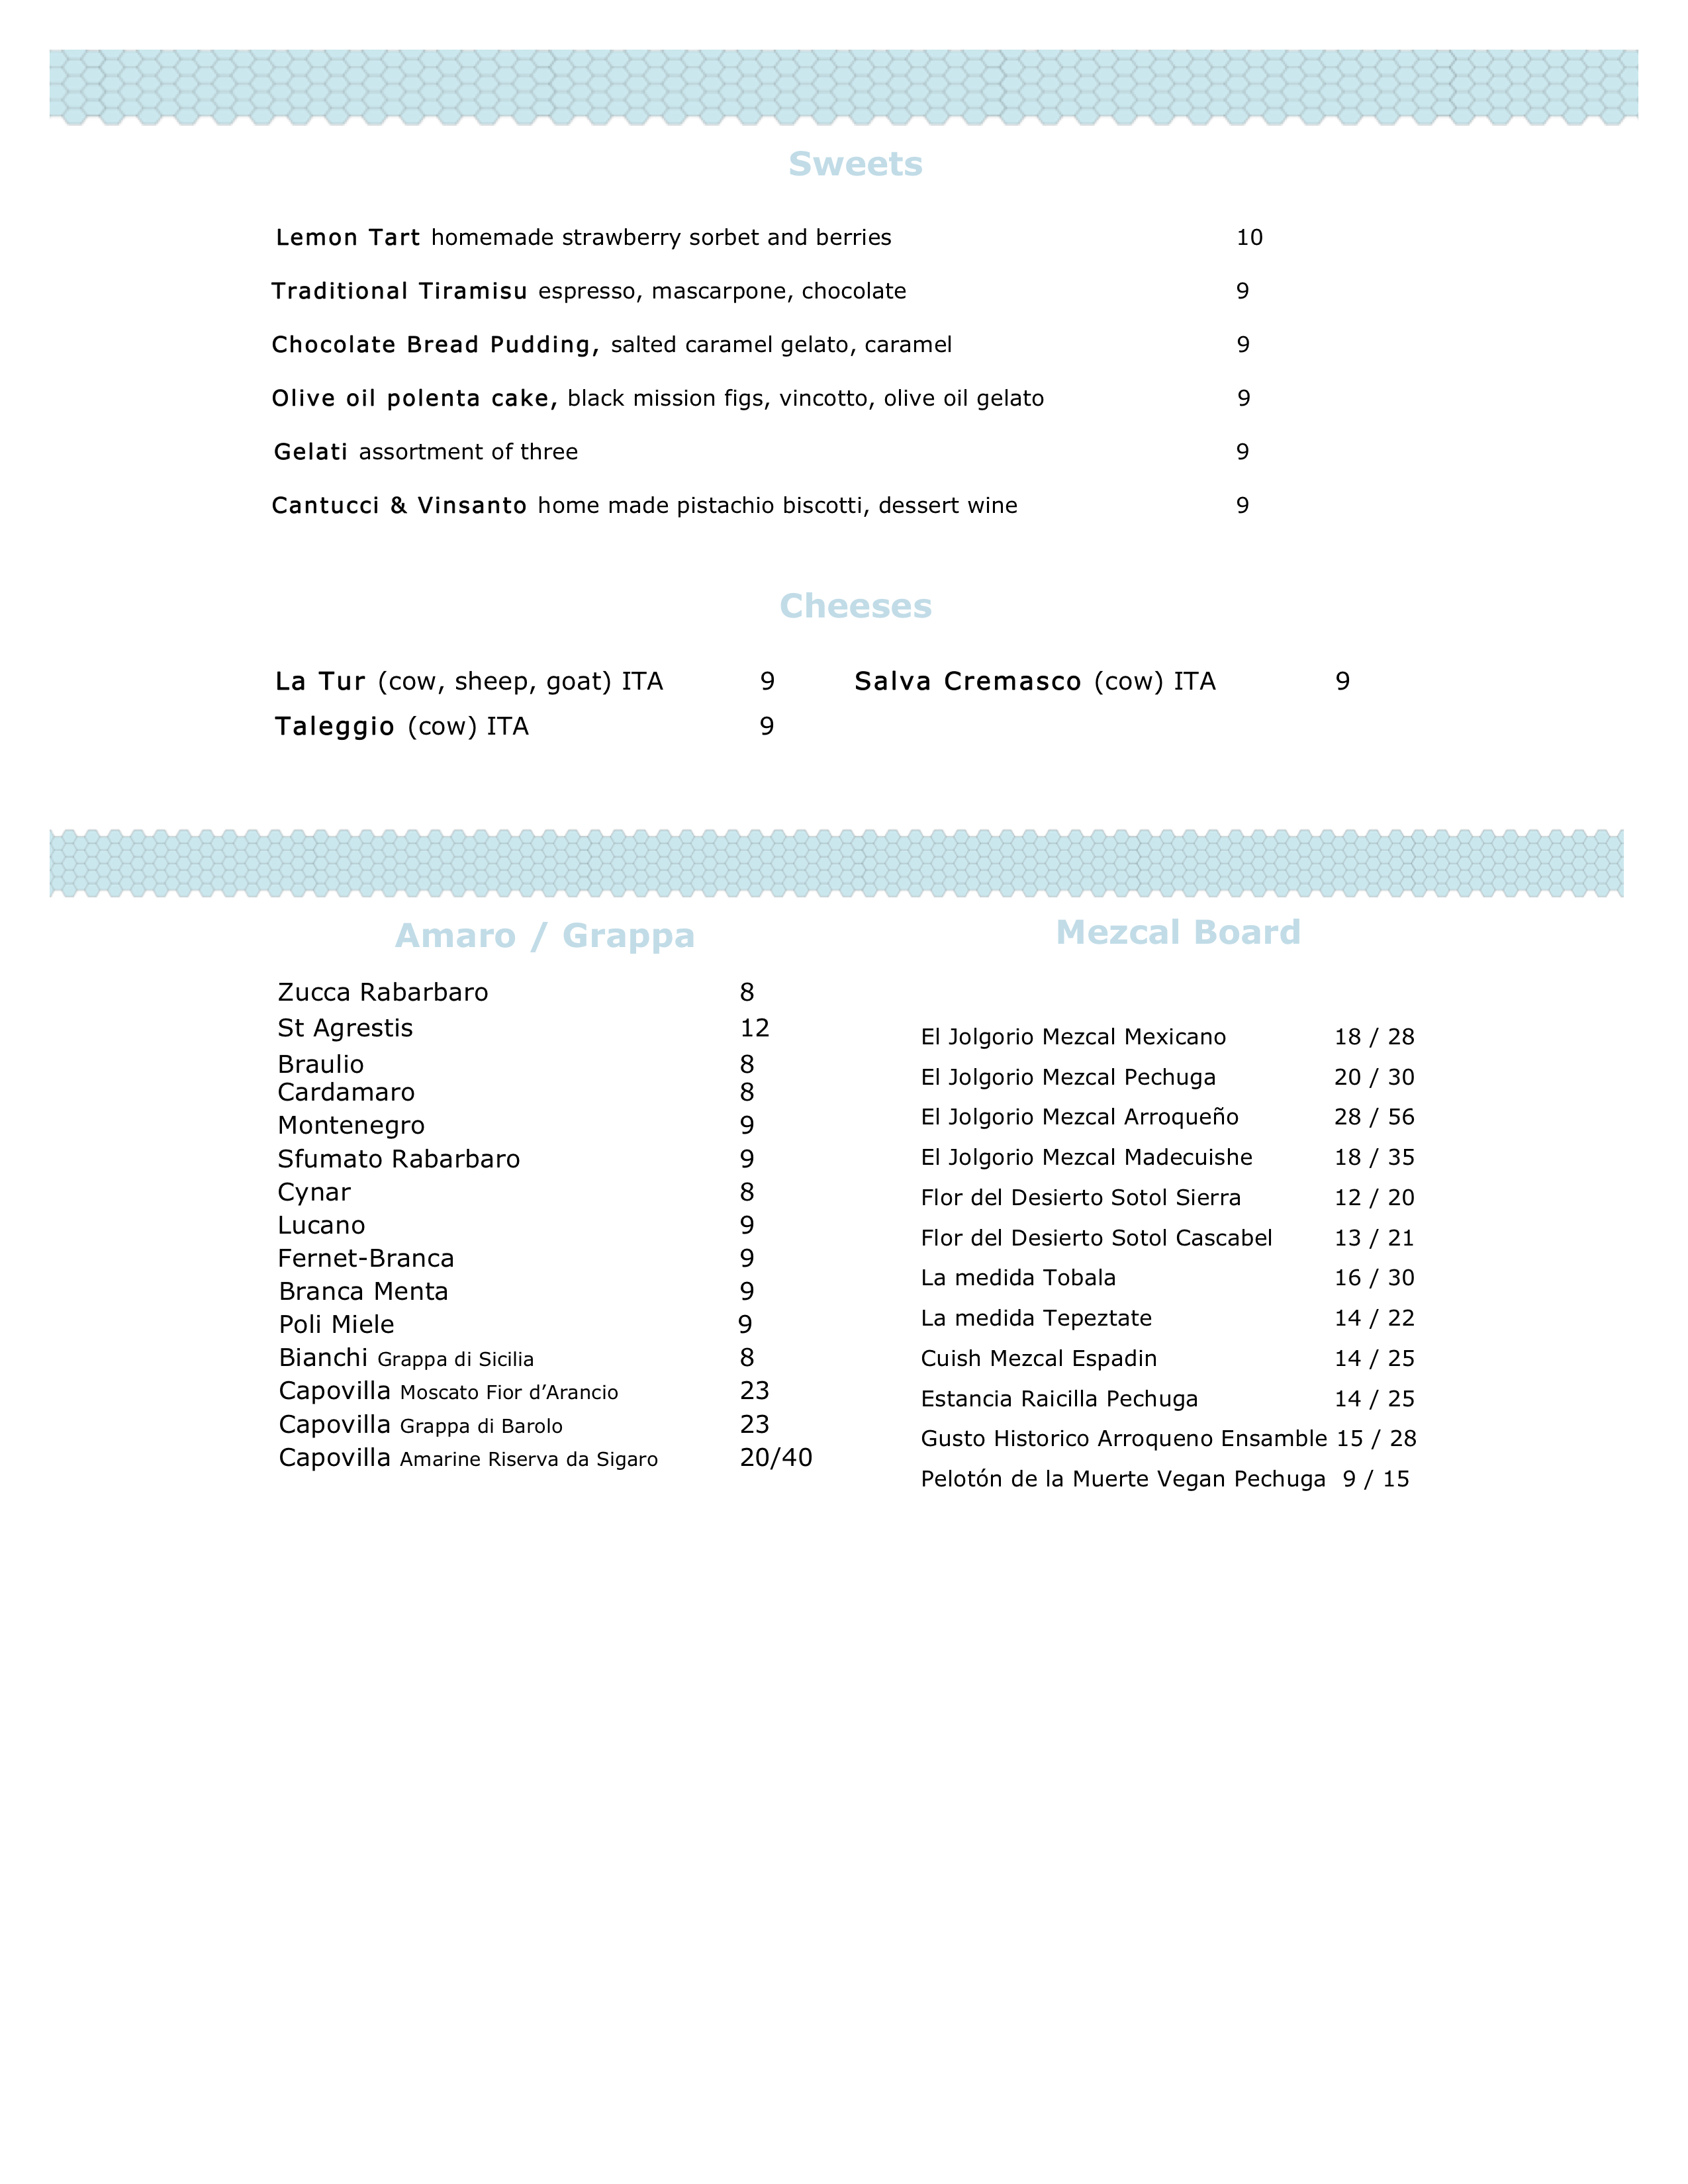 Sweets
Lemon Tart homemade strawberry sorbet and berries 10
Traditional Tiramisu espresso, mascarpone, chocolate 9
Chocolate Bread Pudding, salted caramel gelato, caramel 9
Olive oil polenta cake, black mission figs, vincotto, olive oil gelato 9
Gelati assortment of three 9
Cantucci & Vinsanto home made pistachio biscotti, dessert wine 9
Cheeses
La Tur (cow, sheep, goat) ITA 9 Salva Cremasco (cow) ITA 9
Taleggio (cow) ITA 9
Amaro / Grappa
Zucca Rabarbaro 8
St Agrestis 12
Braulio 8
Cardamaro 8
Montenegro 9
Sfumato Rabarbaro 9
Cynar 8
Lucano 9
Fernet-Branca 9
Branca Menta 9
Poli Miele 9
Bianchi Grappa di Sicilia 8
Capovilla Moscato Fior d’Arancio 23
Capovilla Grappa di Barolo 23
Capovilla Amarine Riserva da Sigaro 20/40
Mezcal Board
El Jolgorio Mezcal Mexicano 18 / 28
El Jolgorio Mezcal Pechuga 20 / 30
El Jolgorio Mezcal Arroqueño 28 / 56
El Jolgorio Mezcal Madecuishe 18 / 35
Flor del Desierto Sotol Sierra 12 / 20
Flor del Desierto Sotol Cascabel 13 / 21
La medida Tobala 16 / 30
La medida Tepeztate 14 / 22
Cuish Mezcal Espadin 14 / 25
Estancia Raicilla Pechuga 14 / 25
Gusto Historico Arroqueno Ensamble 15 / 28
Pelotón de la Muerte Vegan Pechuga 9 / 15